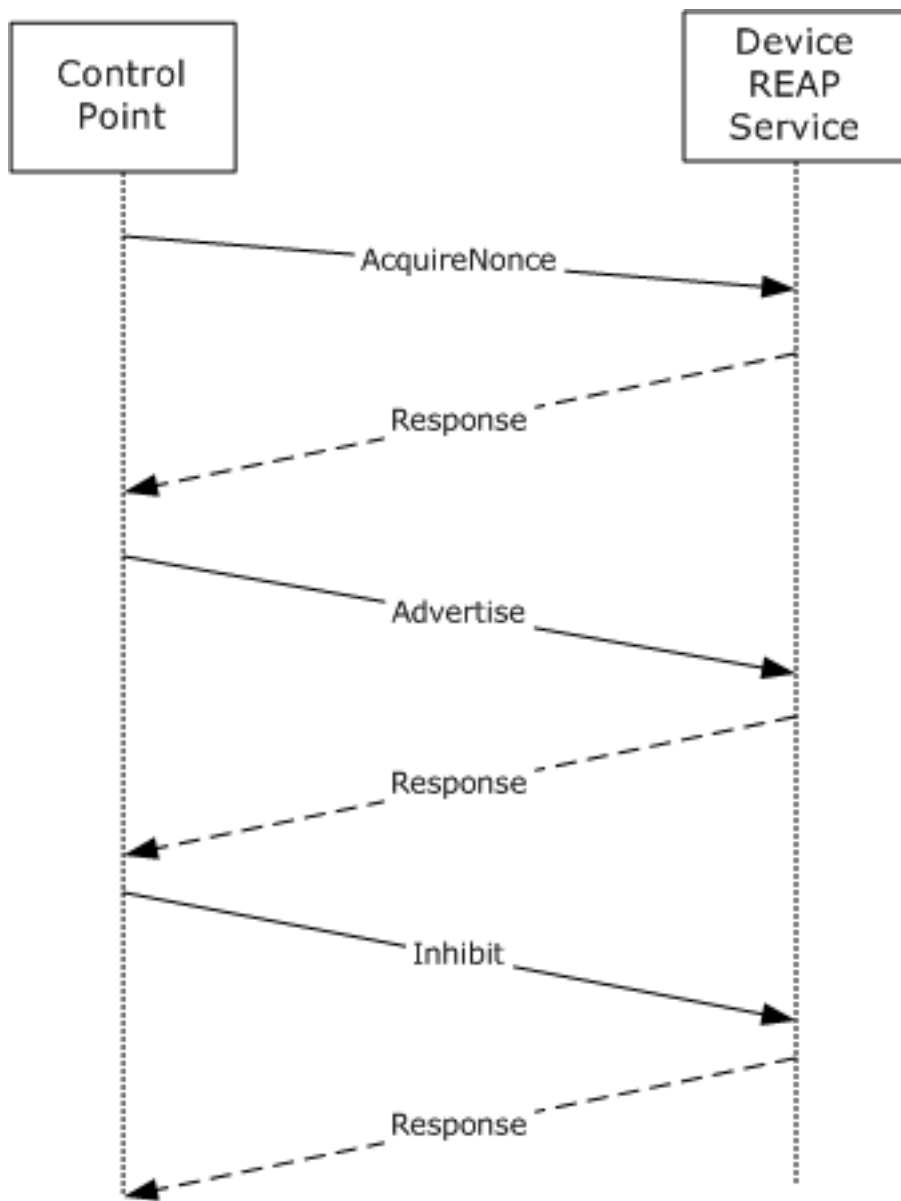 Control
Point
Device
REAP
Service
AcquireNonce
Response
Advertise
Response
Inhibit
Response